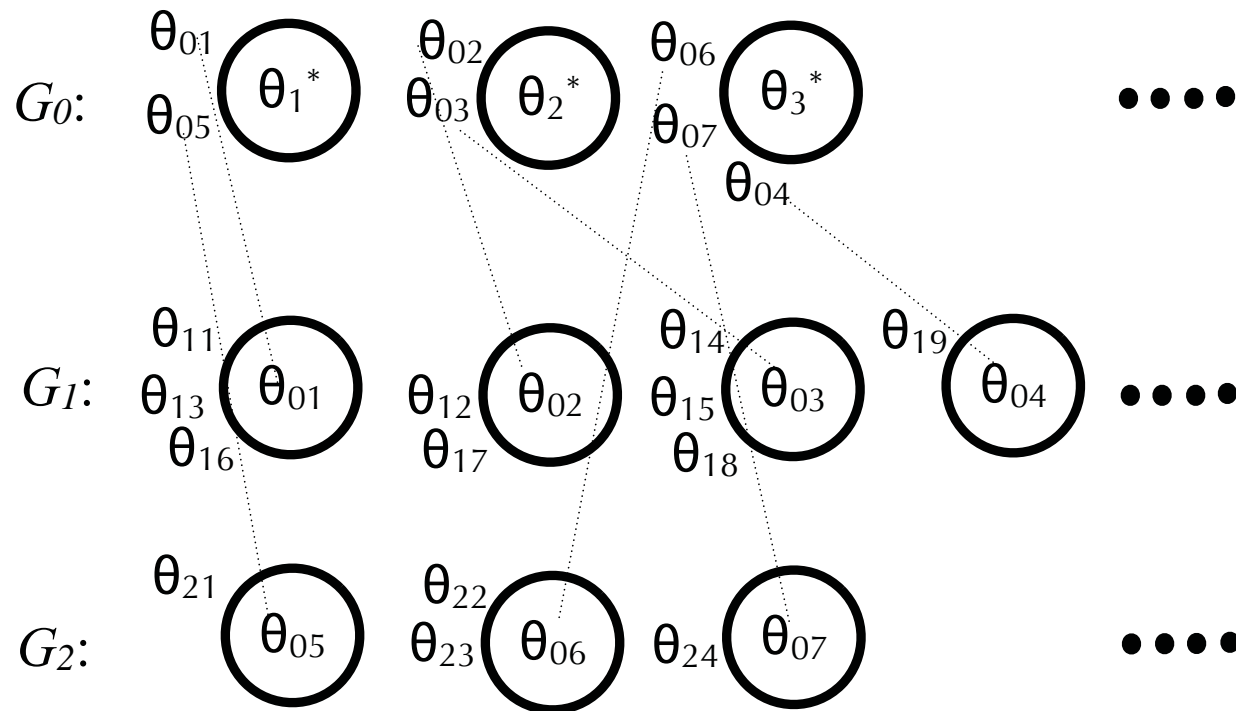 θ₀₁ θ₀₂ θ₀₆
G₀: θ₁* θ₂* θ₃*
θ₀₅ θ₀₃ θ₀₇
θ₀₄
θ₁₁ θ₁₄ θ₁₉
G₁: θ₁₃ θ₀₁ θ₁₂ θ₀₂ θ₁₅ θ₀₃ θ₀₄
θ₁₆ θ₁₇ θ₁₈
θ₂₁ θ₂₂
G₂: θ₀₅ θ₂₃ θ₀₆ θ₂₄ θ₀₇